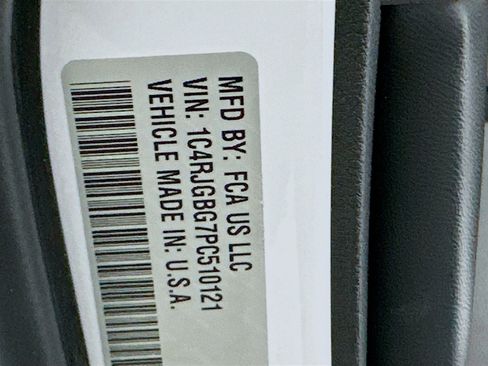 MFD BY: FCA US LLC
VIN: 1C4RJGBG7PC510121
VEHICLE MADE IN: U.S.A.